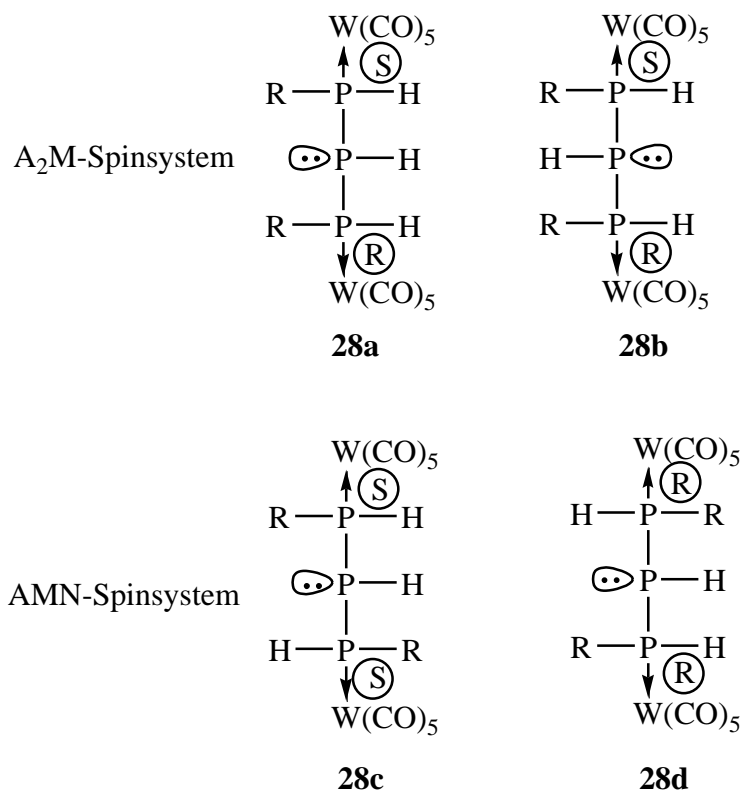 W(CO)5 W(CO)5
S S
R P H R P H
A2M-Spinsystem P H H P
R P H R P H
R R
W(CO)5 W(CO)5
28a 28b
W(CO)5 W(CO)5
S R
R P H H P R
AMN-Spinsystem P H P H
H P R R P H
S R
W(CO)5 W(CO)5
28c 28d